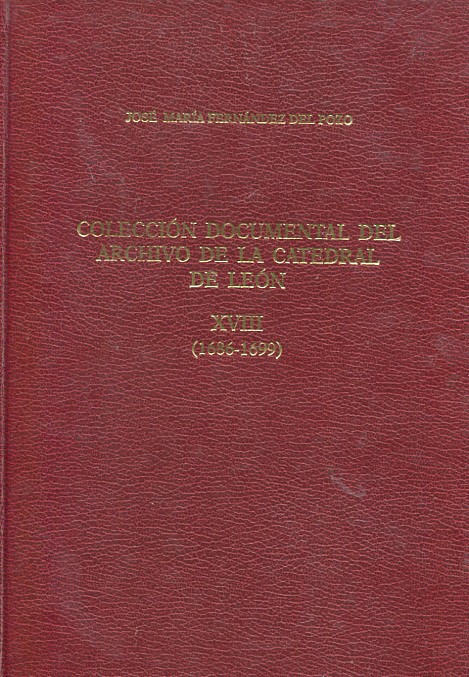 JOSÉ MARÍA FERNÁNDEZ DEL POZO
COLECCIÓN DOCUMENTAL DEL
ARCHIVO DE LA CATEDRAL
DE LEÓN
XVIII
(1686-1699)